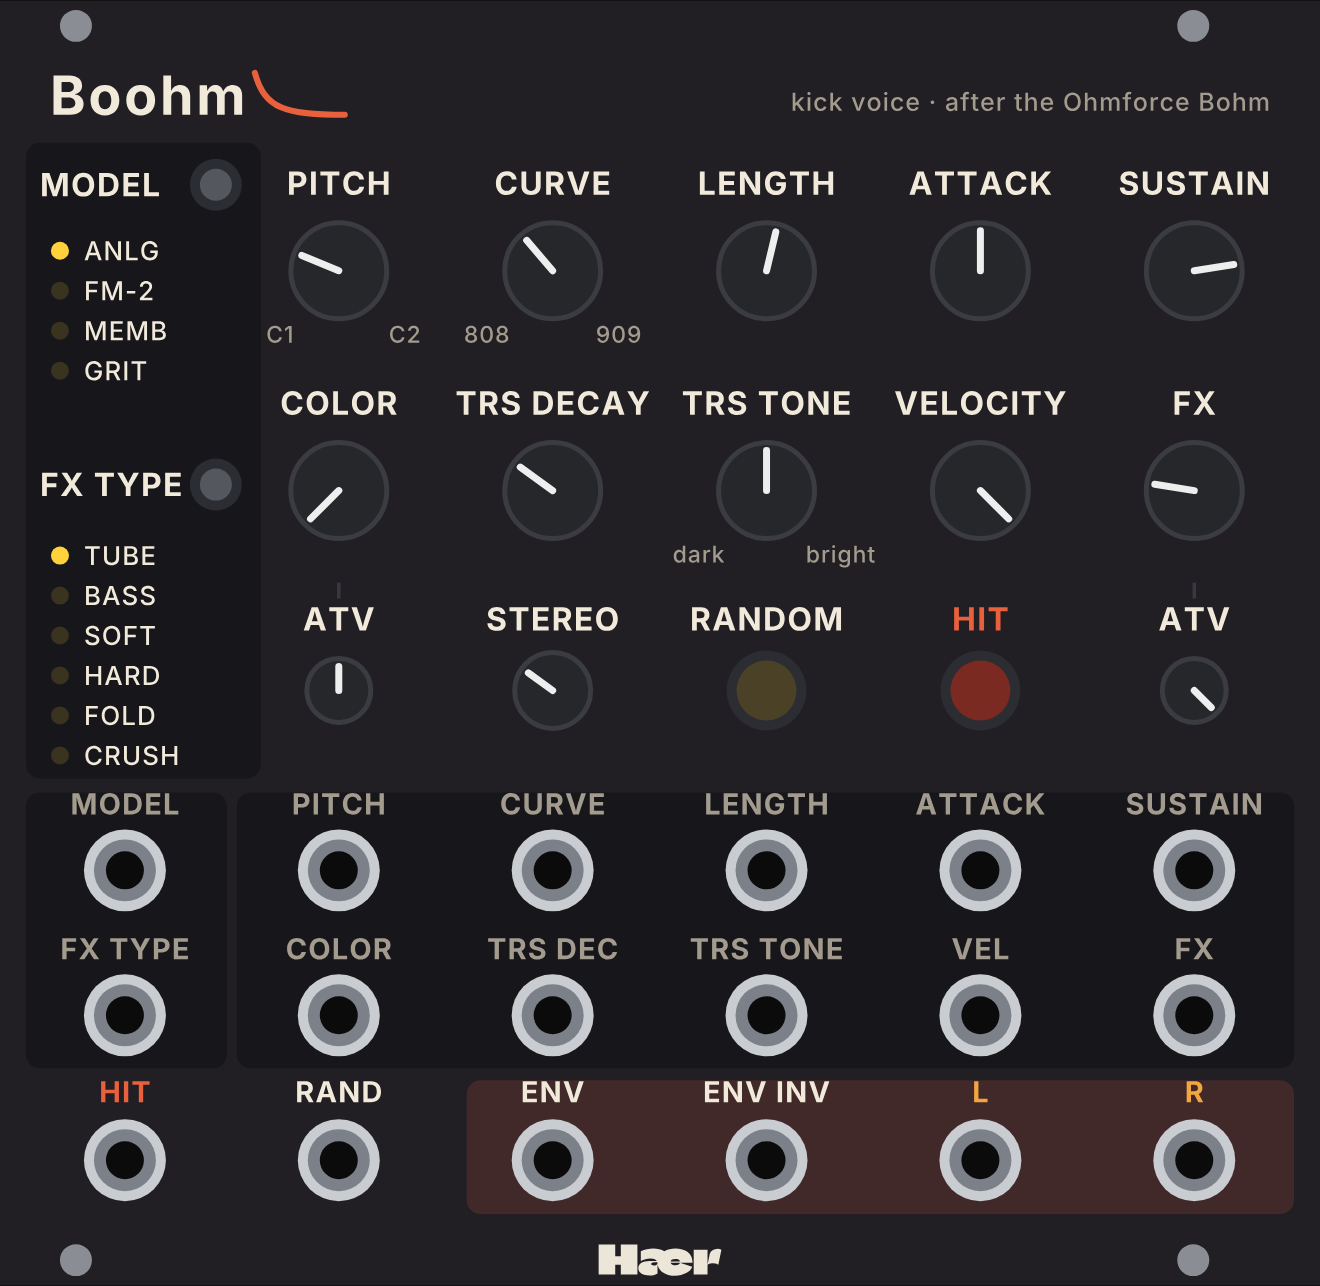 Boohm
kick voice · after the Ohmforce Bohm
MODEL
ANLG
FM-2
MEMB
GRIT
FX TYPE
TUBE
BASS
SOFT
HARD
FOLD
CRUSH
PITCH CURVE LENGTH ATTACK SUSTAIN
C1 C2 808 909
COLOR TRS DECAY TRS TONE VELOCITY FX
dark bright
ATV STEREO RANDOM HIT ATV
MODEL PITCH CURVE LENGTH ATTACK SUSTAIN
FX TYPE COLOR TRS DEC TRS TONE VEL FX
HIT RAND ENV ENV INV L R
Hær